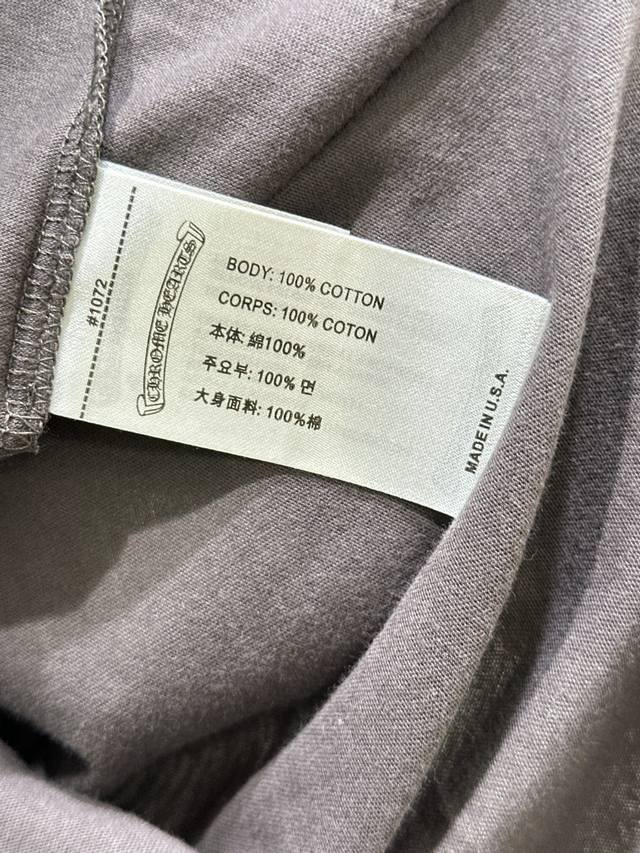 #1072
CHROME HEARTS
BODY: 100% COTTON
CORPS: 100% COTON
本体: 綿100%
주요부: 100% 면
大身面料: 100%棉
MADE IN U.S.A.